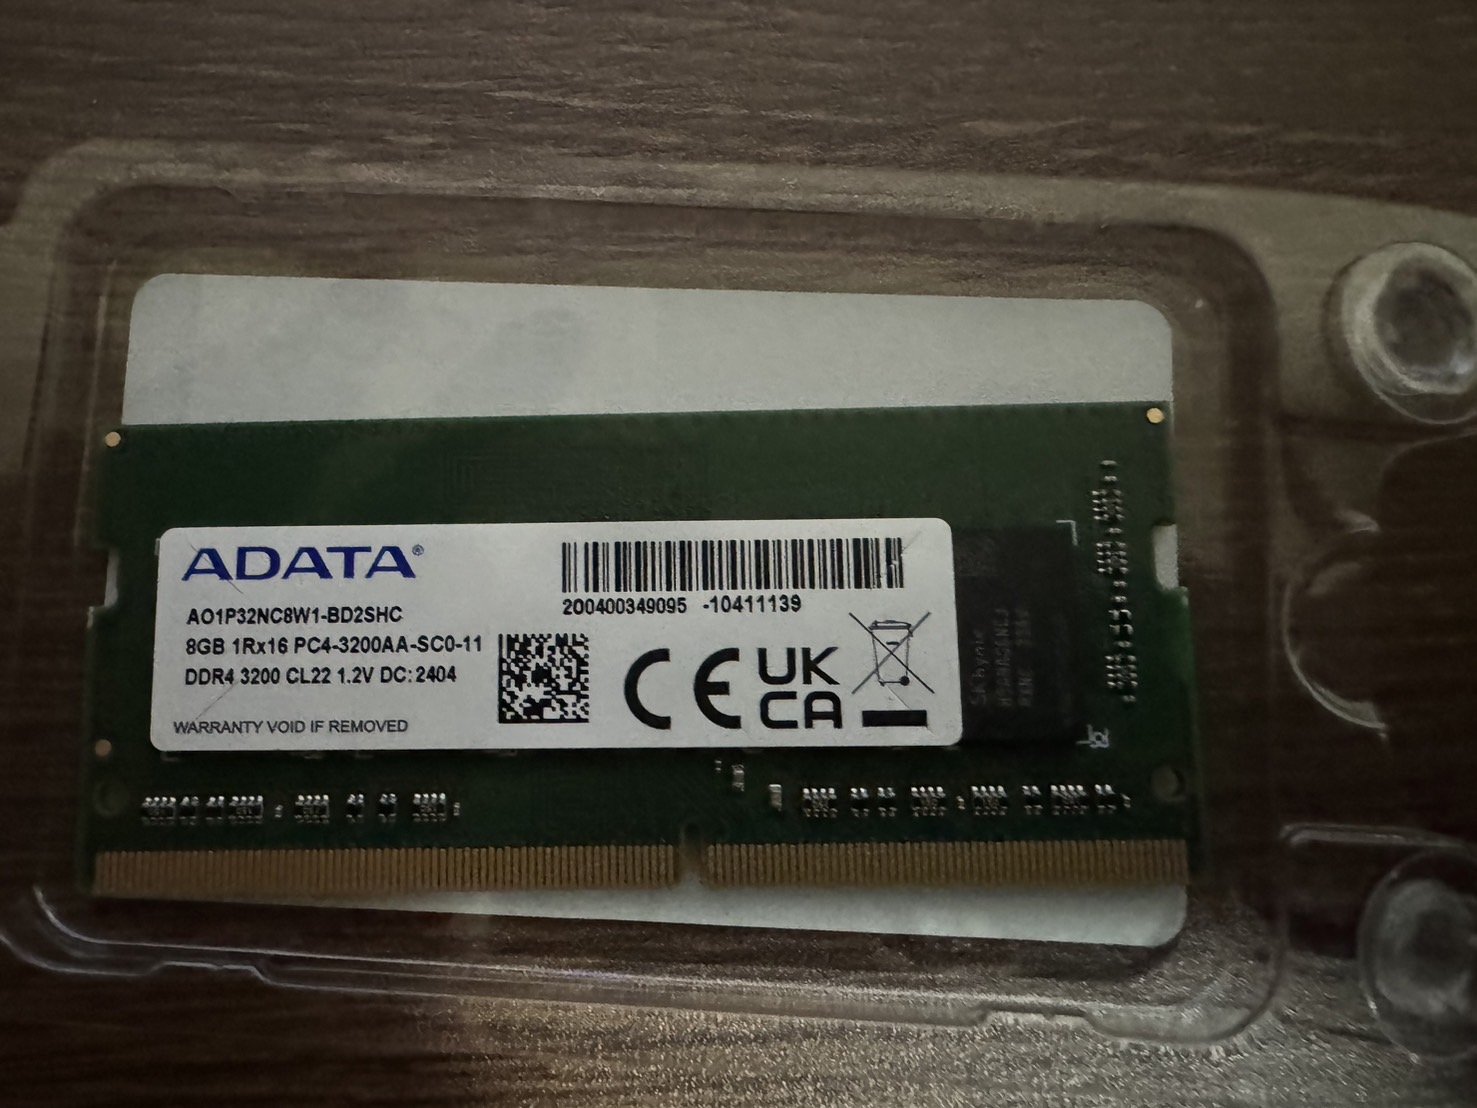 ADATA®
AO1P32NC8W1-BD2SHC
8GB 1Rx16 PC4-3200AA-SC0-11
DDR4 3200 CL22 1.2V DC: 2404
WARRANTY VOID IF REMOVED
200400349095 -10411139
CE
UK
CA
SKhynix